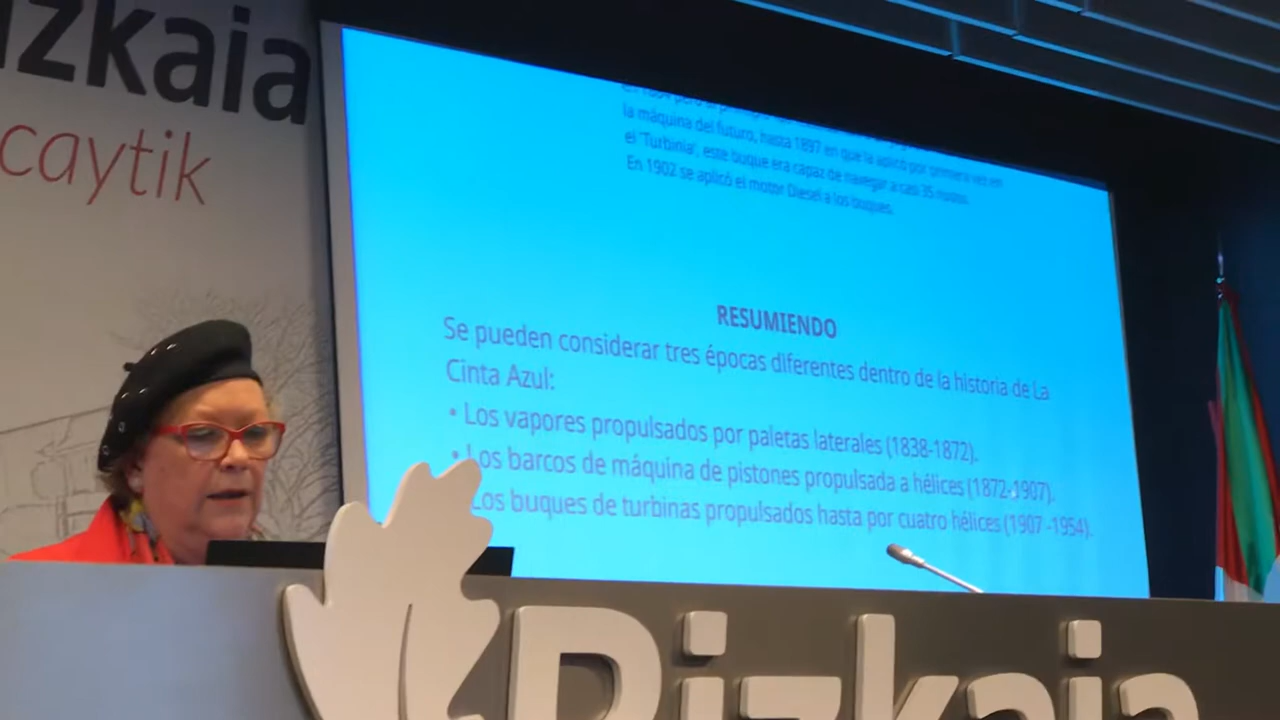 izkaia
caytik
la máquina del futuro, hasta 1897 en que la aplicó por primera vez en
el 'Turbinia', este buque era capaz de navegar a casi 35 nudos.
En 1902 se aplicó el motor Diesel a los buques.
RESUMIENDO
Se pueden considerar tres épocas diferentes dentro de la historia de La
Cinta Azul:
• Los vapores propulsados por paletas laterales (1838-1872).
• Los barcos de máquina de pistones propulsada a hélices (1872-1907).
Los buques de turbinas propulsados hasta por cuatro hélices (1907 -1954).
Bizkaia